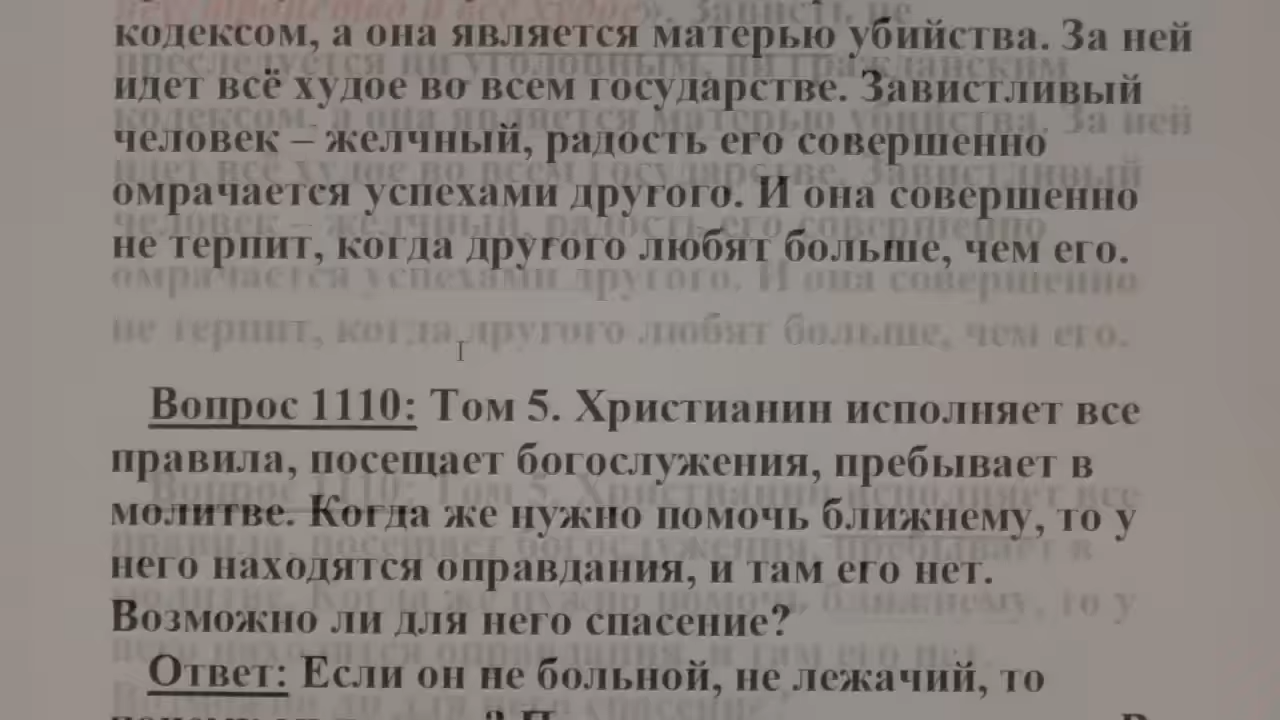 кодексом, а она является матерью убийства. За ней
идет всё худое во всем государстве. Завистливый
человек – желчный, радость его совершенно
омрачается успехами другого. И она совершенно
не терпит, когда другого любят больше, чем его.
Вопрос 1110: Том 5. Христианин исполняет все
правила, посещает богослужения, пребывает в
молитве. Когда же нужно помочь ближнему, то у
него находятся оправдания, и там его нет.
Возможно ли для него спасение?
Ответ: Если он не больной, не лежачий, то